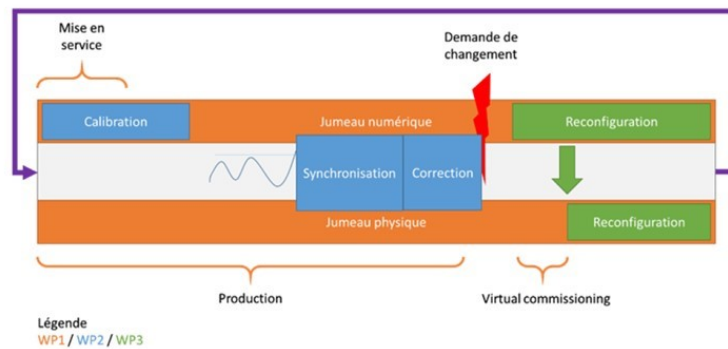 Mise en
service
Demande de
changement
Calibration
Jumeau numérique
Reconfiguration
Synchronisation
Correction
Jumeau physique
Reconfiguration
Production
Virtual commissioning
Légende
WP1 / WP2 / WP3